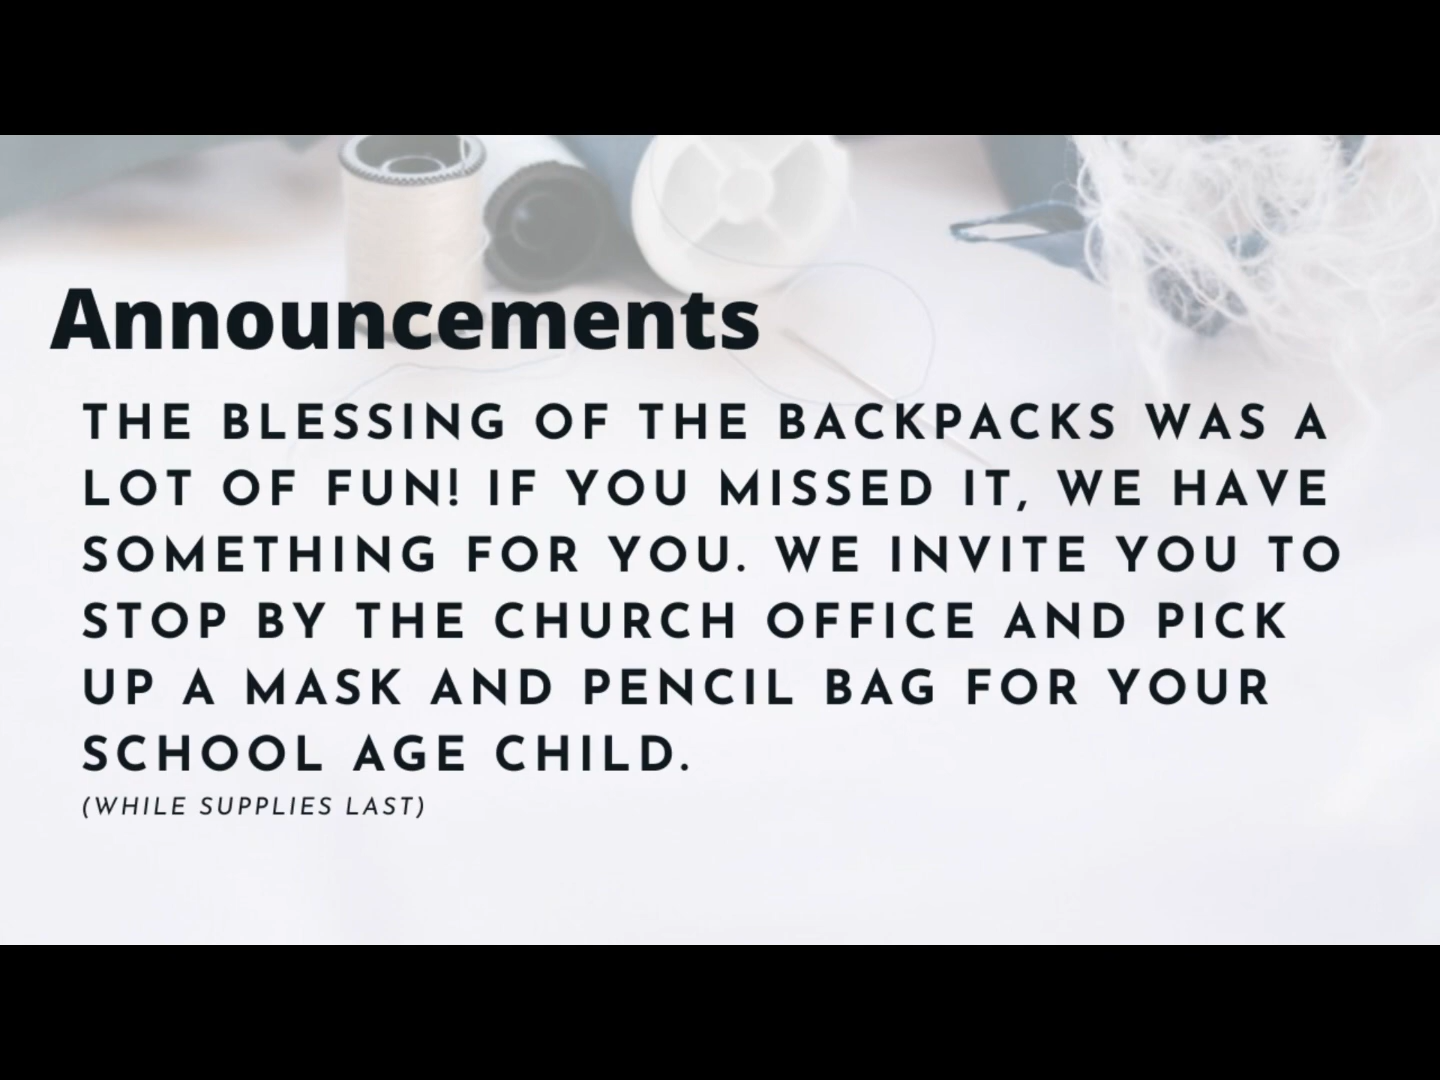 Announcements
THE BLESSING OF THE BACKPACKS WAS A
LOT OF FUN! IF YOU MISSED IT, WE HAVE
SOMETHING FOR YOU. WE INVITE YOU TO
STOP BY THE CHURCH OFFICE AND PICK
UP A MASK AND PENCIL BAG FOR YOUR
SCHOOL AGE CHILD.
(WHILE SUPPLIES LAST)